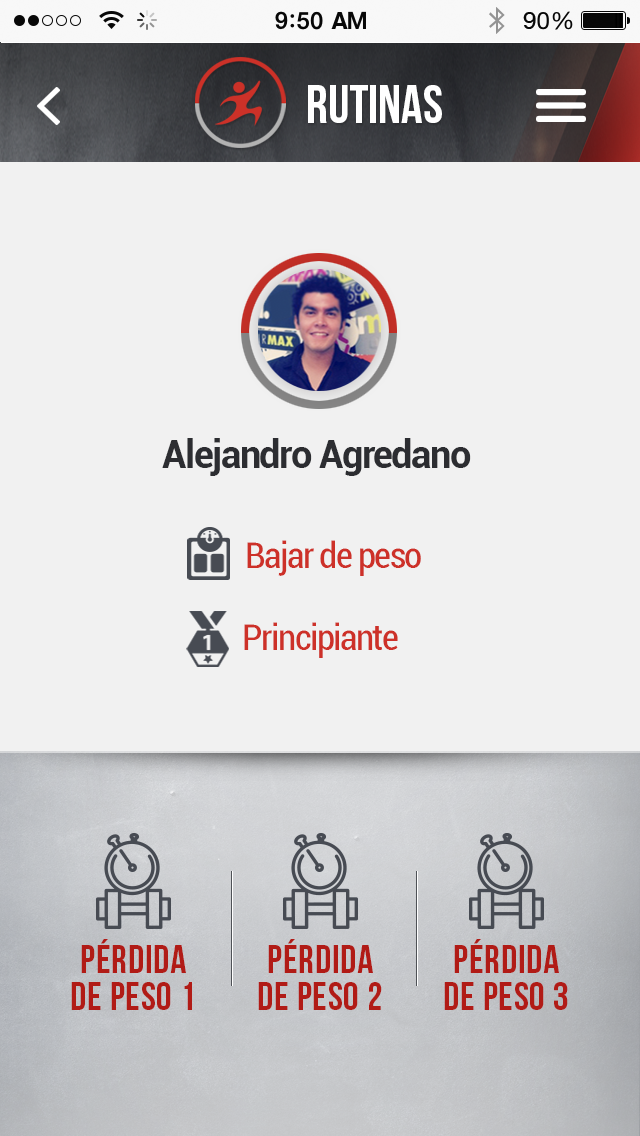 9:50 AM
90%
RUTINAS
MAX
Alejandro Agredano
Bajar de peso
1
Principiante
PÉRDIDA
DE PESO 1
PÉRDIDA
DE PESO 2
PÉRDIDA
DE PESO 3